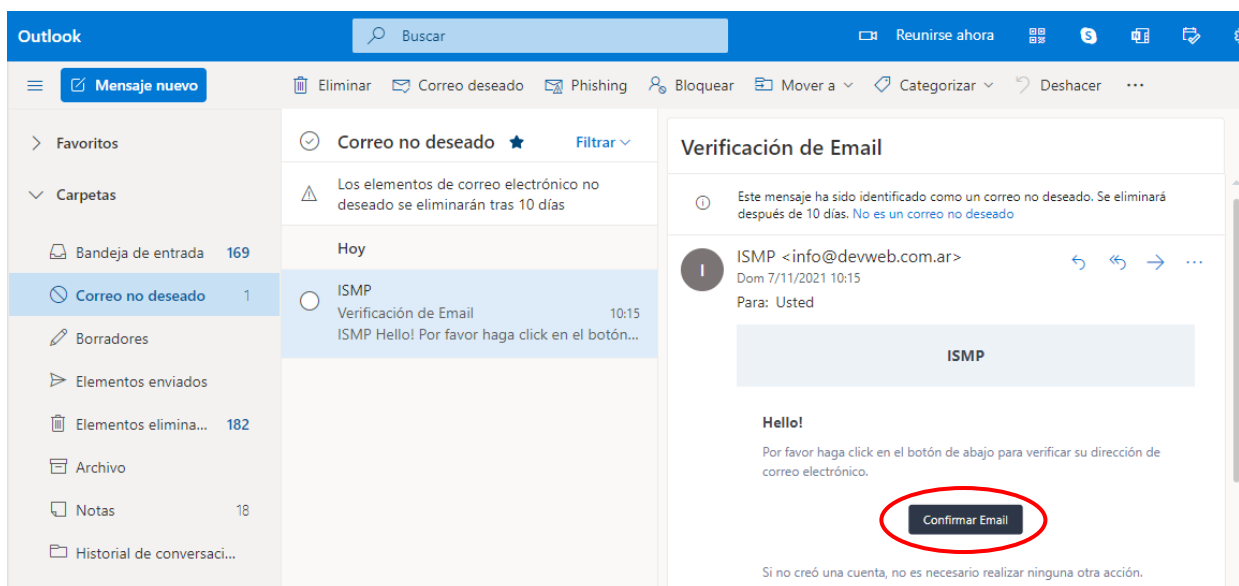 Outlook
Buscar
Reunirse ahora
Mensaje nuevo
Eliminar
Correo deseado
Phishing
Bloquear
Mover a
Categorizar
Deshacer
Favoritos
Carpetas
Bandeja de entrada 169
Correo no deseado 1
Borradores
Elementos enviados
Elementos elimina... 182
Archivo
Notas 18
Historial de conversaci...
Correo no deseado
Filtrar
Los elementos de correo electrónico no
deseado se eliminarán tras 10 días
Hoy
ISMP
Verificación de Email 10:15
ISMP Hello! Por favor haga click en el botón...
Verificación de Email
Este mensaje ha sido identificado como un correo no deseado. Se eliminará
después de 10 días. No es un correo no deseado
I
ISMP <info@devweb.com.ar>
Dom 7/11/2021 10:15
Para: Usted
ISMP
Hello!
Por favor haga click en el botón de abajo para verificar su dirección de
correo electrónico.
Confirmar Email
Si no creó una cuenta, no es necesario realizar ninguna otra acción.